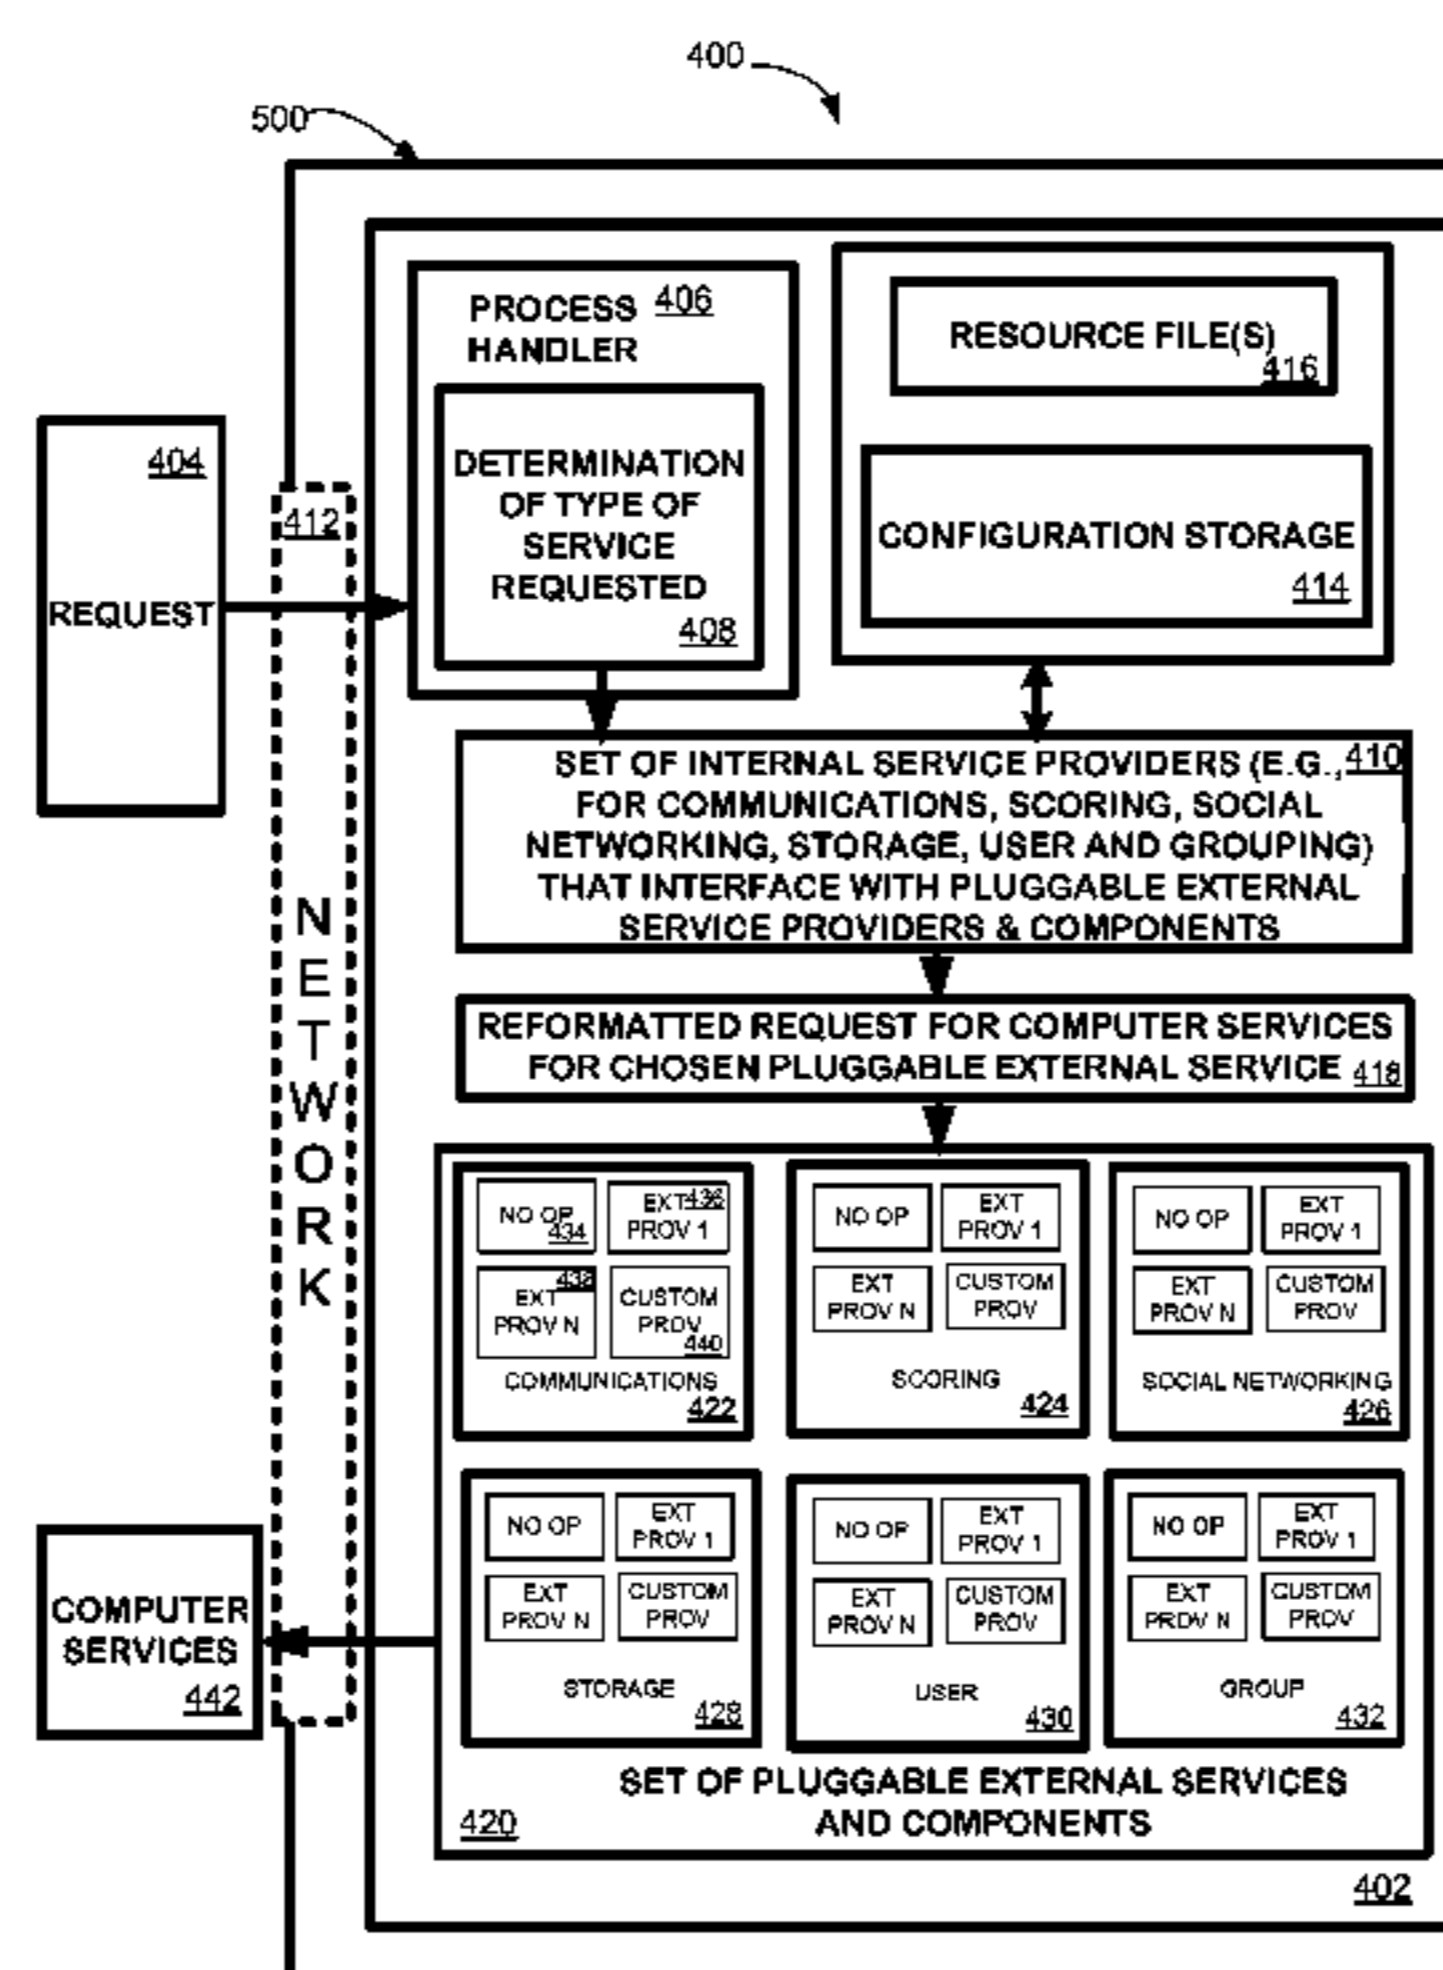 400
500
PROCESS 406
HANDLER
RESOURCE FILE(S)
416
404
REQUEST
412
DETERMINATION
OF TYPE OF
SERVICE
REQUESTED
408
CONFIGURATION STORAGE
414
SET OF INTERNAL SERVICE PROVIDERS (E.G., 410
FOR COMMUNICATIONS, SCORING, SOCIAL
NETWORKING, STORAGE, USER AND GROUPING)
THAT INTERFACE WITH PLUGGABLE EXTERNAL
SERVICE PROVIDERS & COMPONENTS
NETWORK
REFORMATTED REQUEST FOR COMPUTER SERVICES
FOR CHOSEN PLUGGABLE EXTERNAL SERVICE 418
NO OP
434
EXT 436
PROV 1
438
EXT
PROV N
CUSTOM
PROV
440
COMMUNICATIONS
422
NO OP
EXT
PROV 1
EXT
PROV N
CUSTOM
PROV
SCORING
424
NO OP
EXT
PROV 1
EXT
PROV N
CUSTOM
PROV
SOCIAL NETWORKING
426
NO OP
EXT
PROV 1
EXT
PROV N
CUSTOM
PROV
STORAGE
428
NO OP
EXT
PROV 1
EXT
PROV N
CUSTOM
PROV
USER
430
NO OP
EXT
PROV 1
EXT
PROV N
CUSTOM
PROV
GROUP
432
COMPUTER
SERVICES
442
SET OF PLUGGABLE EXTERNAL SERVICES
AND COMPONENTS
420
402